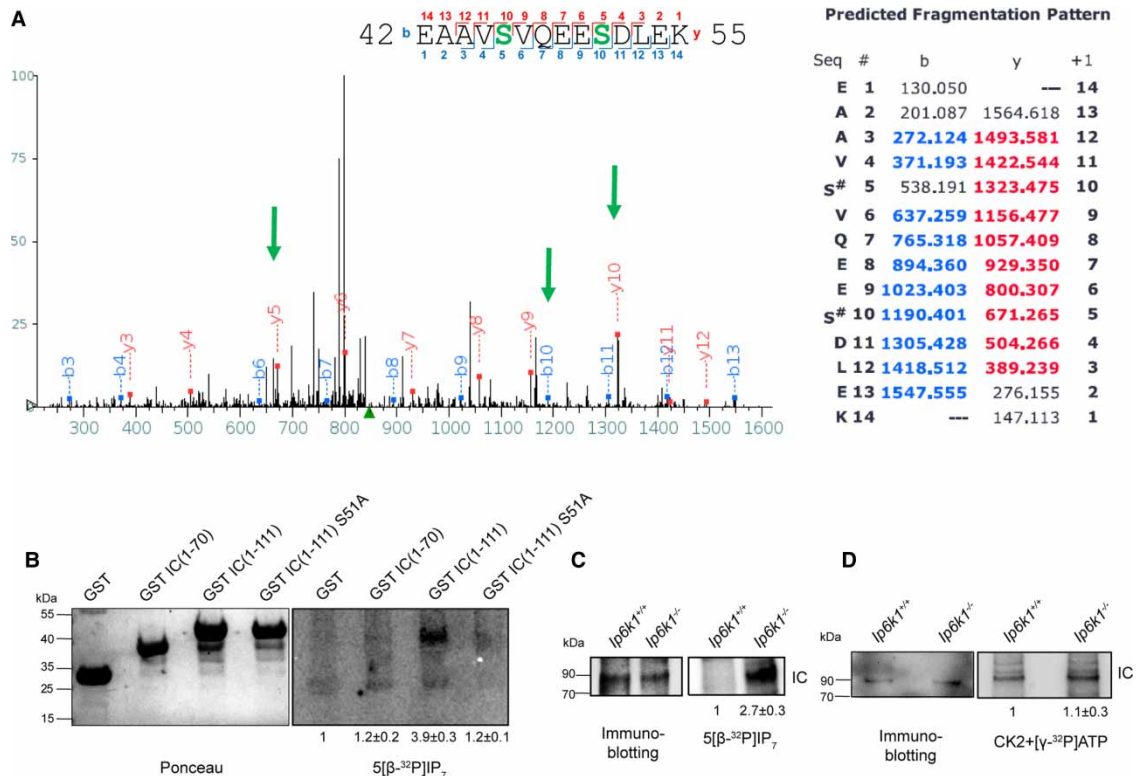 A
14 13 12 11 10 9 8 7 6 5 4 3 2 1
42 b EAAVSVQEESDLEK y 55
1 2 3 4 5 6 7 8 9 10 11 12 13 14
100
75
50
25
0
b3 b4 y3 y4 b6 y5 b7 y6 b8 y7 b9 y8 y9 b10 b11 y10 b12 y11 y12 b13
300 400 500 600 700 800 900 1000 1100 1200 1300 1400 1500 1600
Predicted Fragmentation Pattern
Seq # b y +1
E 1 130.050 --- 14
A 2 201.087 1564.618 13
A 3 272.124 1493.581 12
V 4 371.193 1422.544 11
S# 5 538.191 1323.475 10
V 6 637.259 1156.477 9
Q 7 765.318 1057.409 8
E 8 894.360 929.350 7
E 9 1023.403 800.307 6
S# 10 1190.401 671.265 5
D 11 1305.428 504.266 4
L 12 1418.512 389.239 3
E 13 1547.555 276.155 2
K 14 --- 147.113 1
B
GST GST IC(1-70) GST IC(1-111) GST IC(1-111) S51A GST GST IC(1-70) GST IC(1-111) GST IC(1-111) S51A
kDa
55
40
35
25
15
1 1.2±0.2 3.9±0.3 1.2±0.1
Ponceau 5[β-³²P]IP₇
C
Ip6k1+/+ Ip6k1-/- Ip6k1+/+ Ip6k1-/-
kDa
90
70
IC
1 2.7±0.3
Immuno-
blotting
5[β-³²P]IP₇
D
Ip6k1+/+ Ip6k1-/- Ip6k1+/+ Ip6k1-/-
kDa
90
70
IC
1 1.1±0.3
Immuno-
blotting
CK2+[γ-³²P]ATP